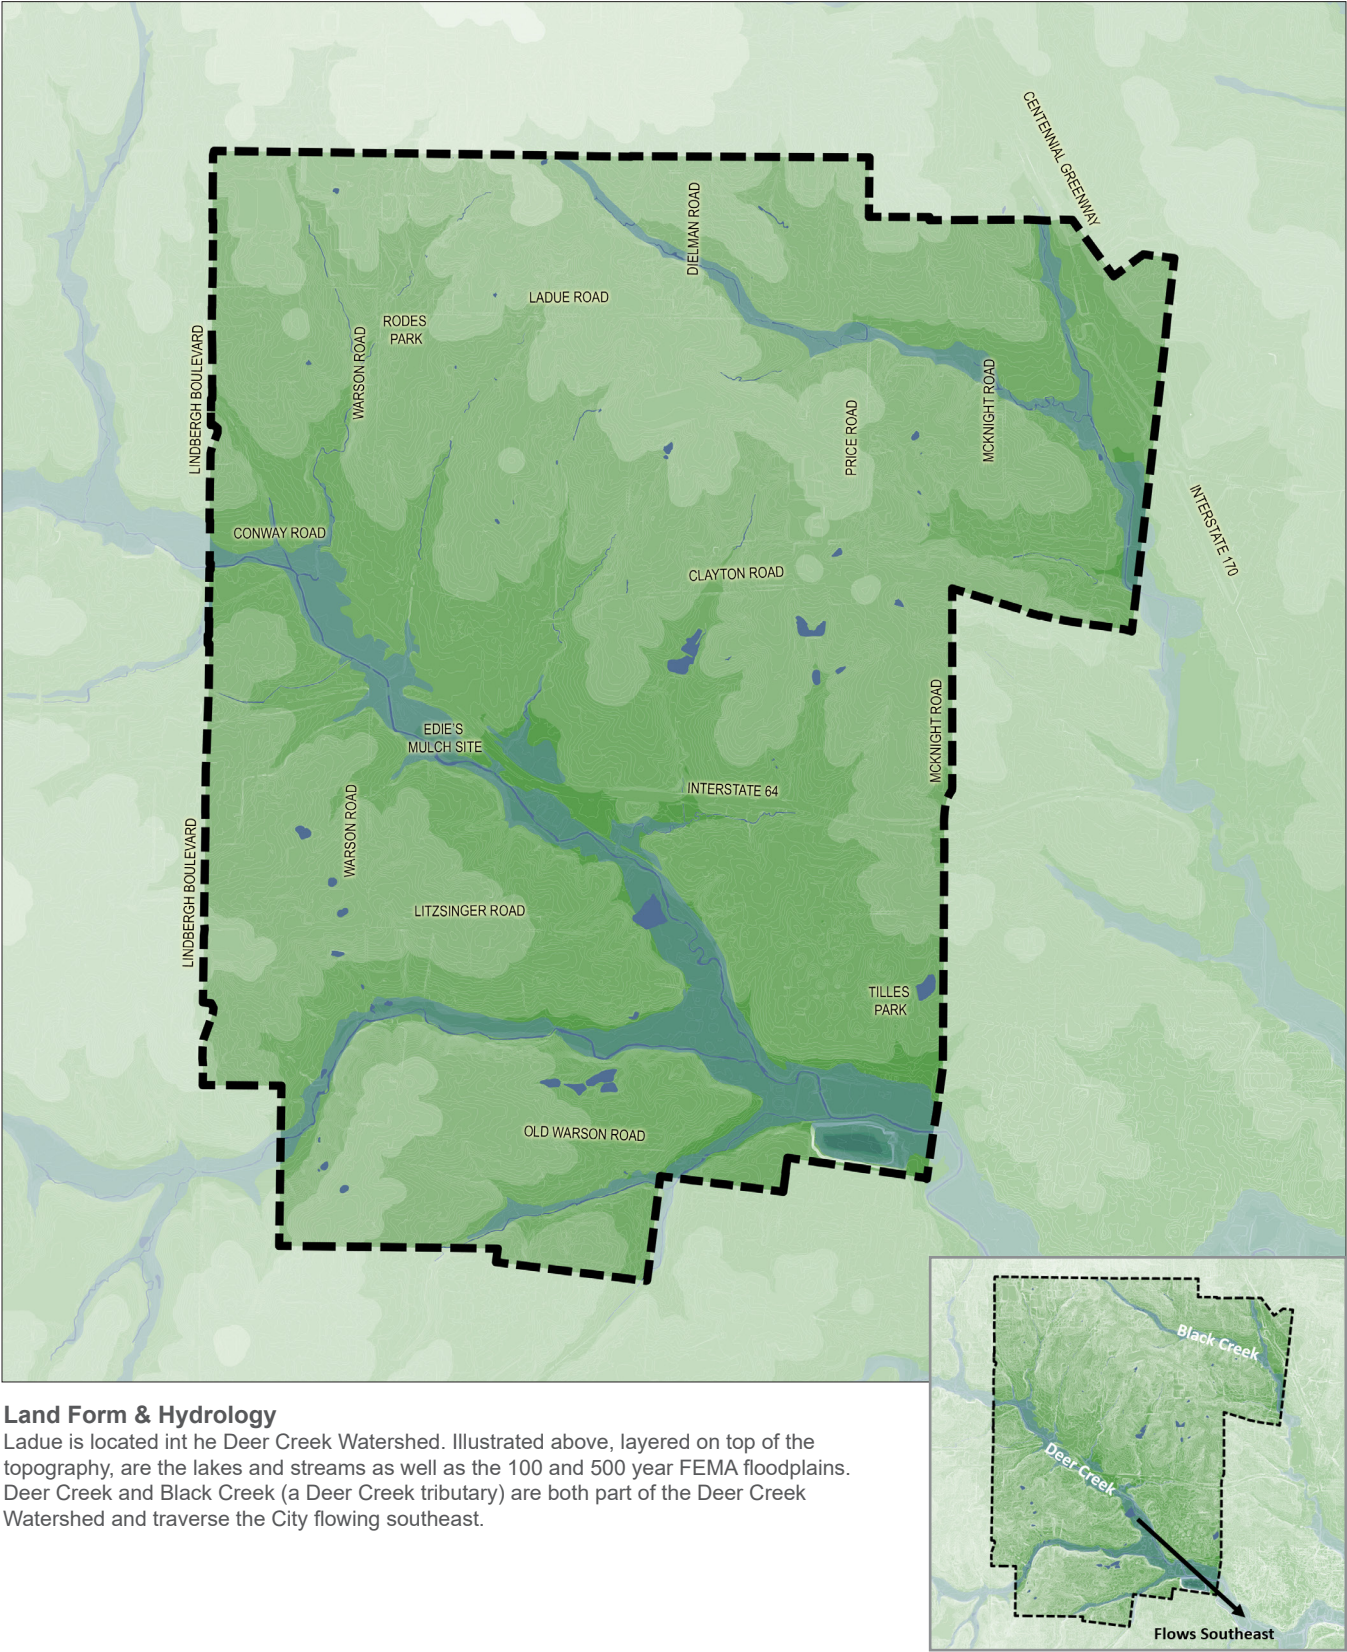 CENTENNIAL GREENWAY
DIELMAN ROAD
LADUE ROAD
RODES
PARK
WARSON ROAD
LINDBERGH BOULEVARD
MCKNIGHT ROAD
PRICE ROAD
INTERSTATE 170
CONWAY ROAD
CLAYTON ROAD
MCKNIGHT ROAD
EDIE'S
MULCH SITE
INTERSTATE 64
WARSON ROAD
LINDBERGH BOULEVARD
LITZSINGER ROAD
TILLES
PARK
OLD WARSON ROAD
Black Creek
Deer Creek
Flows Southeast
Land Form & Hydrology
Ladue is located int he Deer Creek Watershed. Illustrated above, layered on top of the
topography, are the lakes and streams as well as the 100 and 500 year FEMA floodplains.
Deer Creek and Black Creek (a Deer Creek tributary) are both part of the Deer Creek
Watershed and traverse the City flowing southeast.